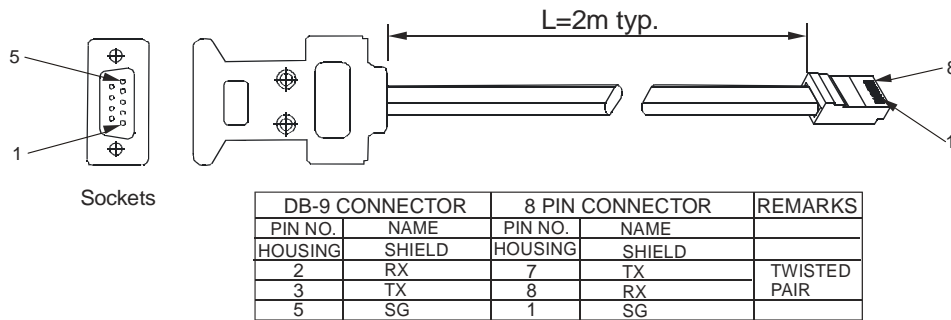 L=2m typ.
5
8
1
1
Sockets
DB-9 CONNECTOR 8 PIN CONNECTOR REMARKS
PIN NO. NAME PIN NO. NAME
HOUSING SHIELD HOUSING SHIELD
2 RX 7 TX TWISTED
3 TX 8 RX PAIR
5 SG 1 SG